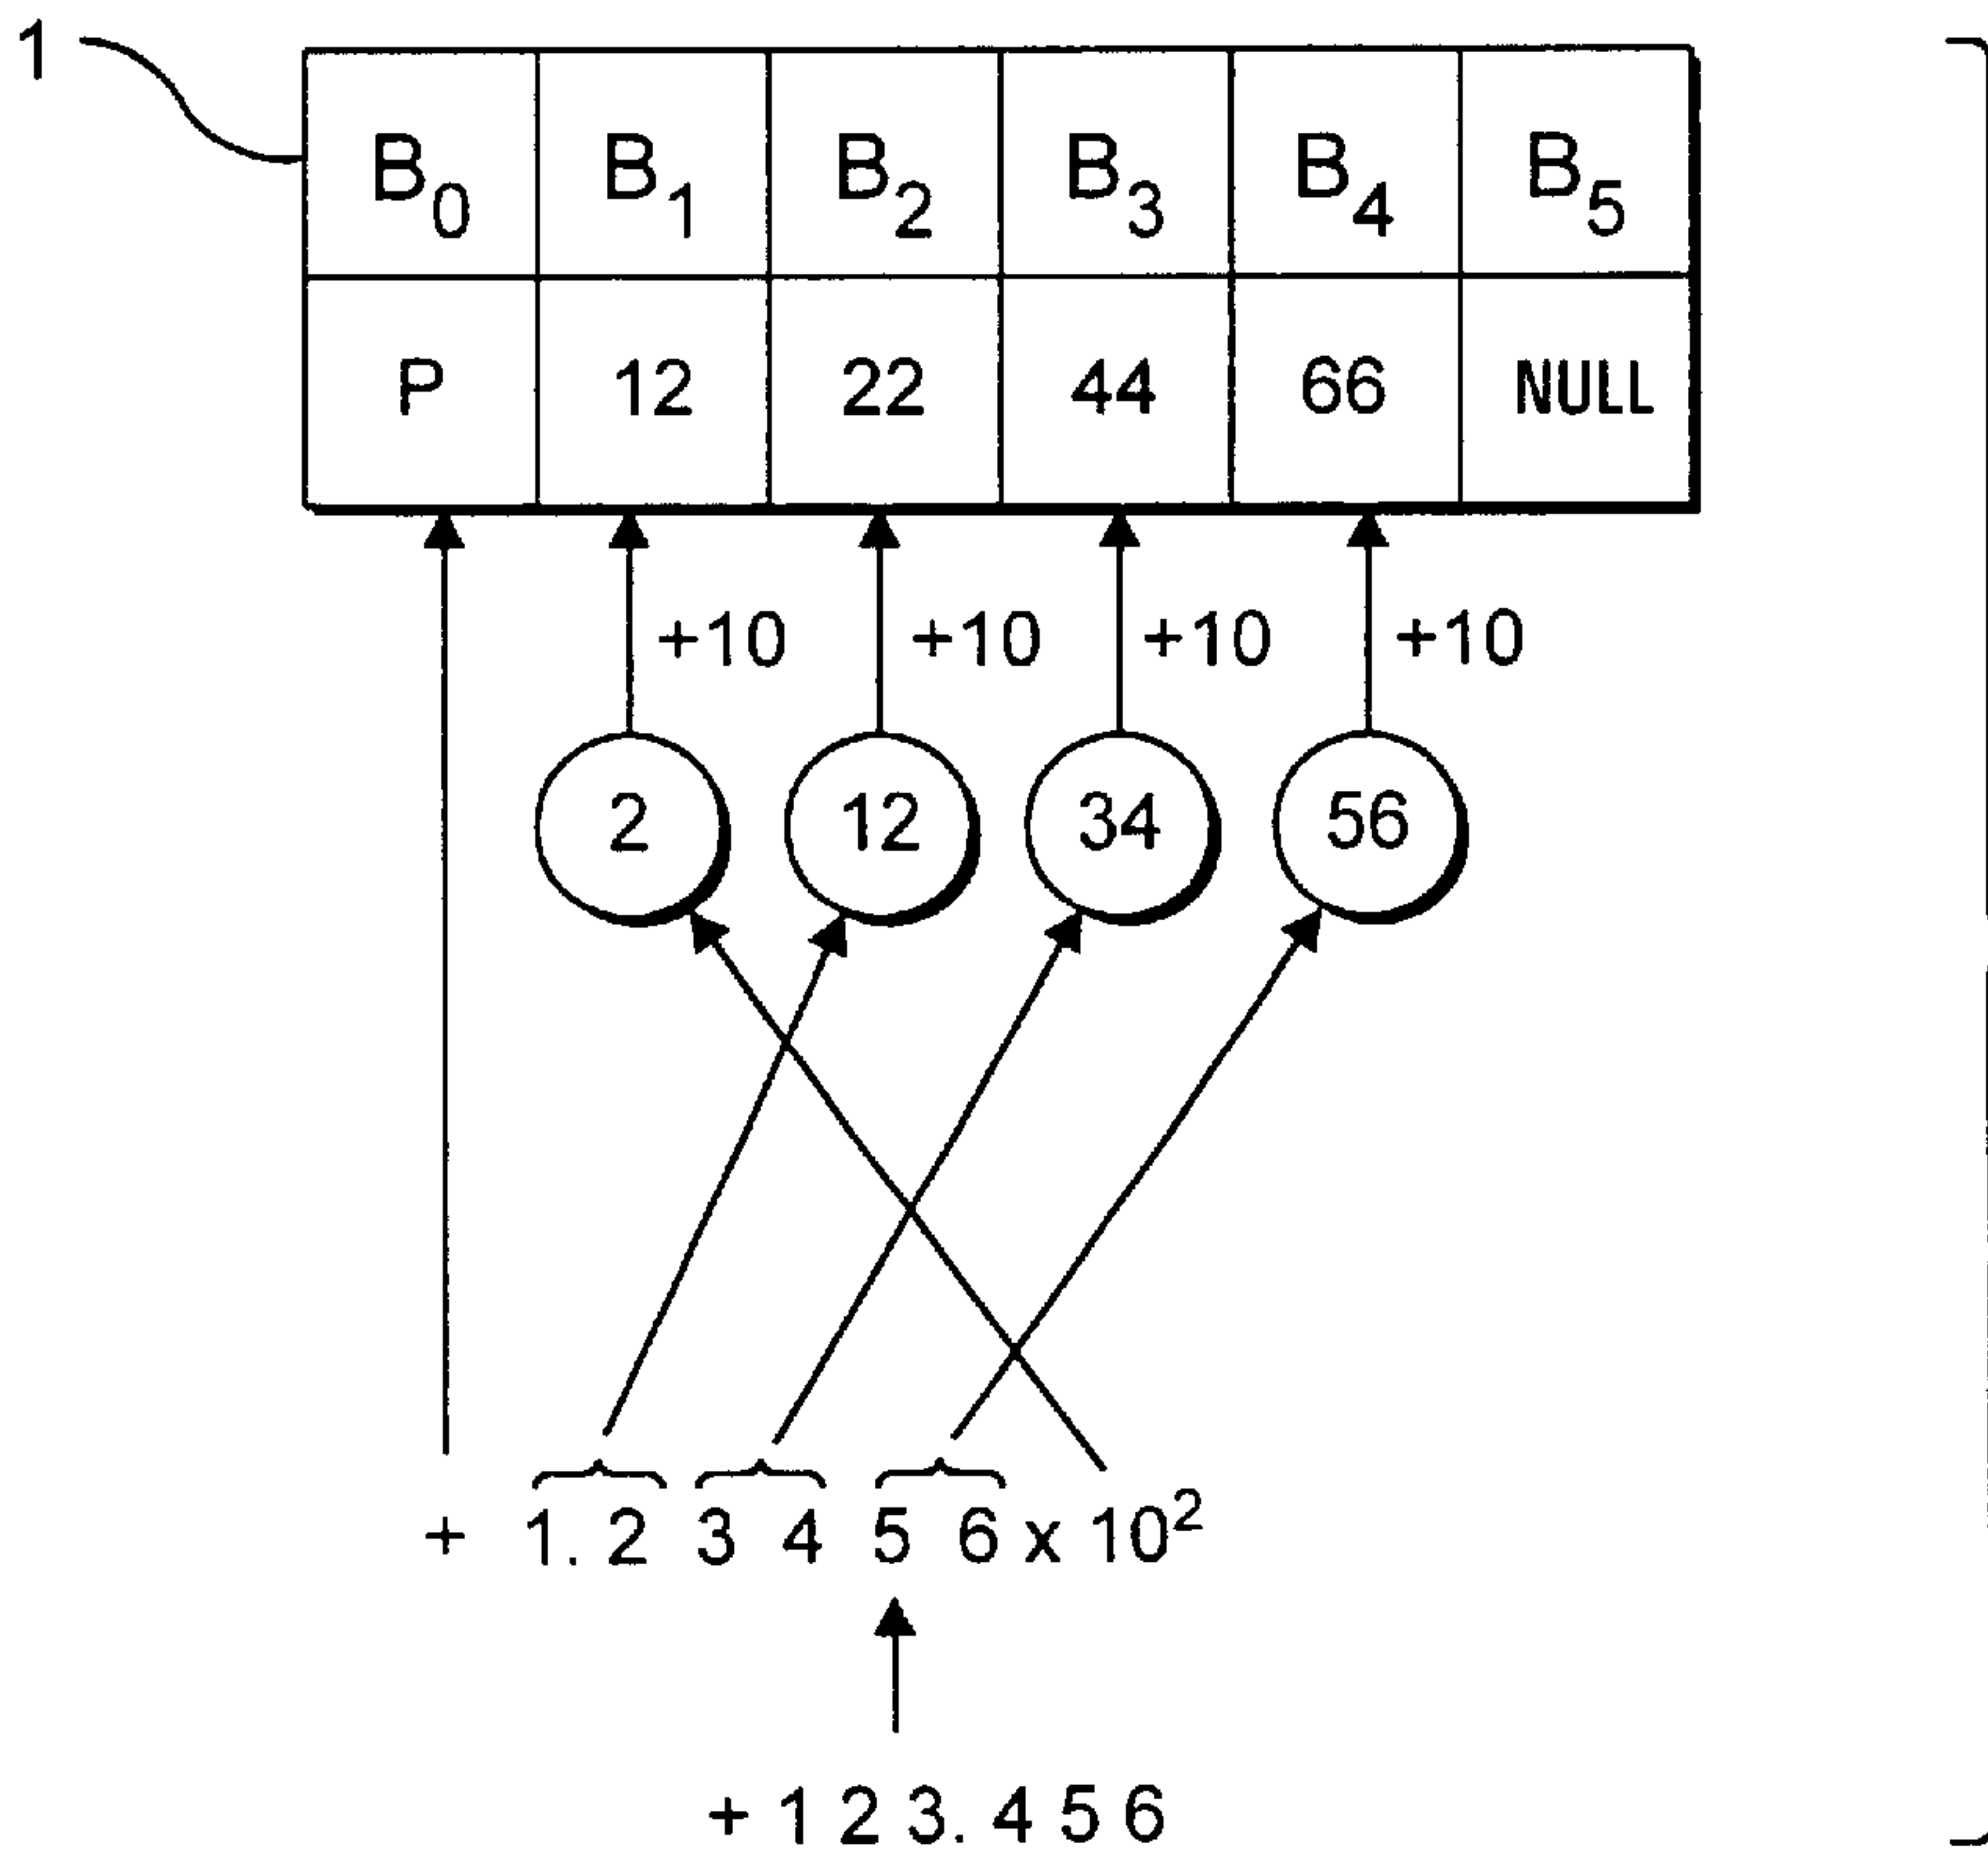 1
B0 B1 B2 B3 B4 B5
P 12 22 44 66 NULL
+10 +10 +10 +10
2 12 34 56
+ 1. 2 3 4 5 6 x 10²
+ 1 2 3. 4 5 6